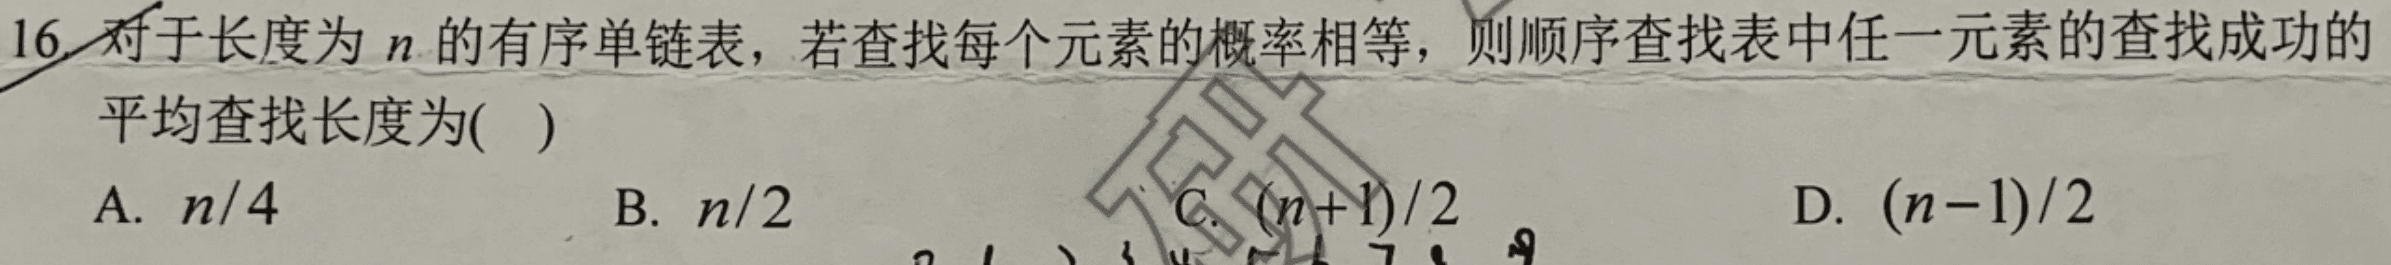 16. 对于长度为 n 的有序单链表，若查找每个元素的概率相等，则顺序查找表中任一元素的查找成功的
平均查找长度为( )
A. n/4 B. n/2 C. (n+1)/2 D. (n−1)/2